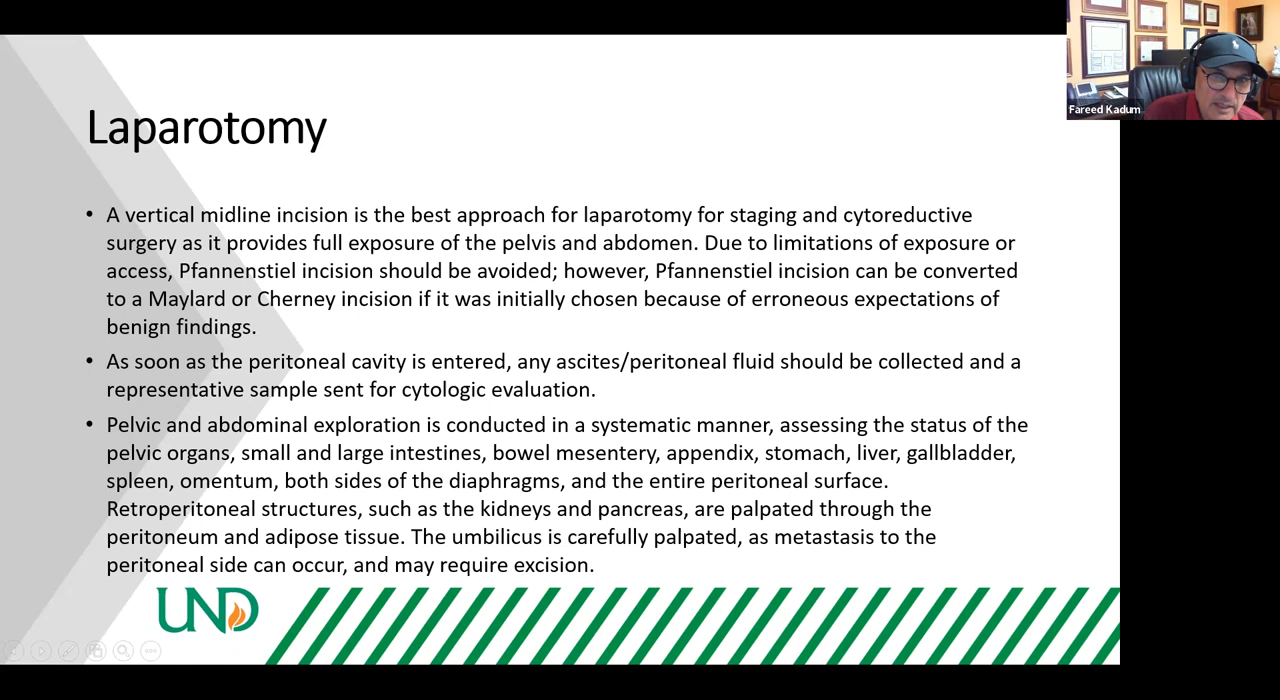 Fareed Kadum
Laparotomy
• A vertical midline incision is the best approach for laparotomy for staging and cytoreductive
surgery as it provides full exposure of the pelvis and abdomen. Due to limitations of exposure or
access, Pfannenstiel incision should be avoided; however, Pfannenstiel incision can be converted
to a Maylard or Cherney incision if it was initially chosen because of erroneous expectations of
benign findings.
• As soon as the peritoneal cavity is entered, any ascites/peritoneal fluid should be collected and a
representative sample sent for cytologic evaluation.
• Pelvic and abdominal exploration is conducted in a systematic manner, assessing the status of the
pelvic organs, small and large intestines, bowel mesentery, appendix, stomach, liver, gallbladder,
spleen, omentum, both sides of the diaphragms, and the entire peritoneal surface.
Retroperitoneal structures, such as the kidneys and pancreas, are palpated through the
peritoneum and adipose tissue. The umbilicus is carefully palpated, as metastasis to the
peritoneal side can occur, and may require excision.
UND